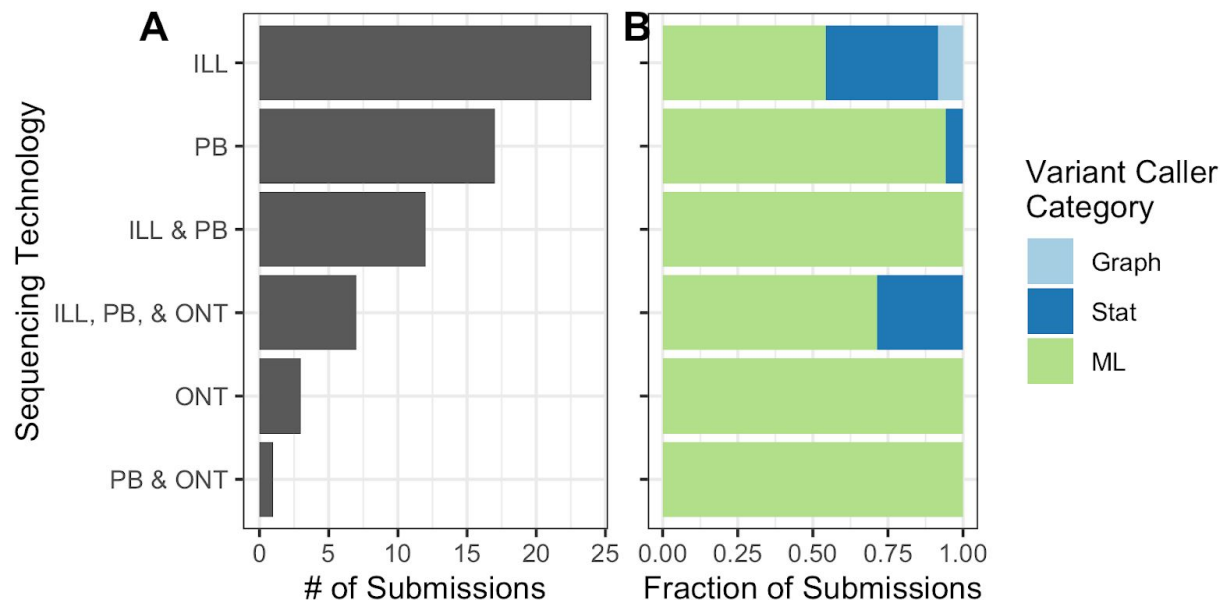 A
B
Sequencing Technology
ILL
PB
ILL & PB
ILL, PB, & ONT
ONT
PB & ONT
0 5 10 15 20 25
# of Submissions
0.00 0.25 0.50 0.75 1.00
Fraction of Submissions
Variant Caller
Category
Graph
Stat
ML